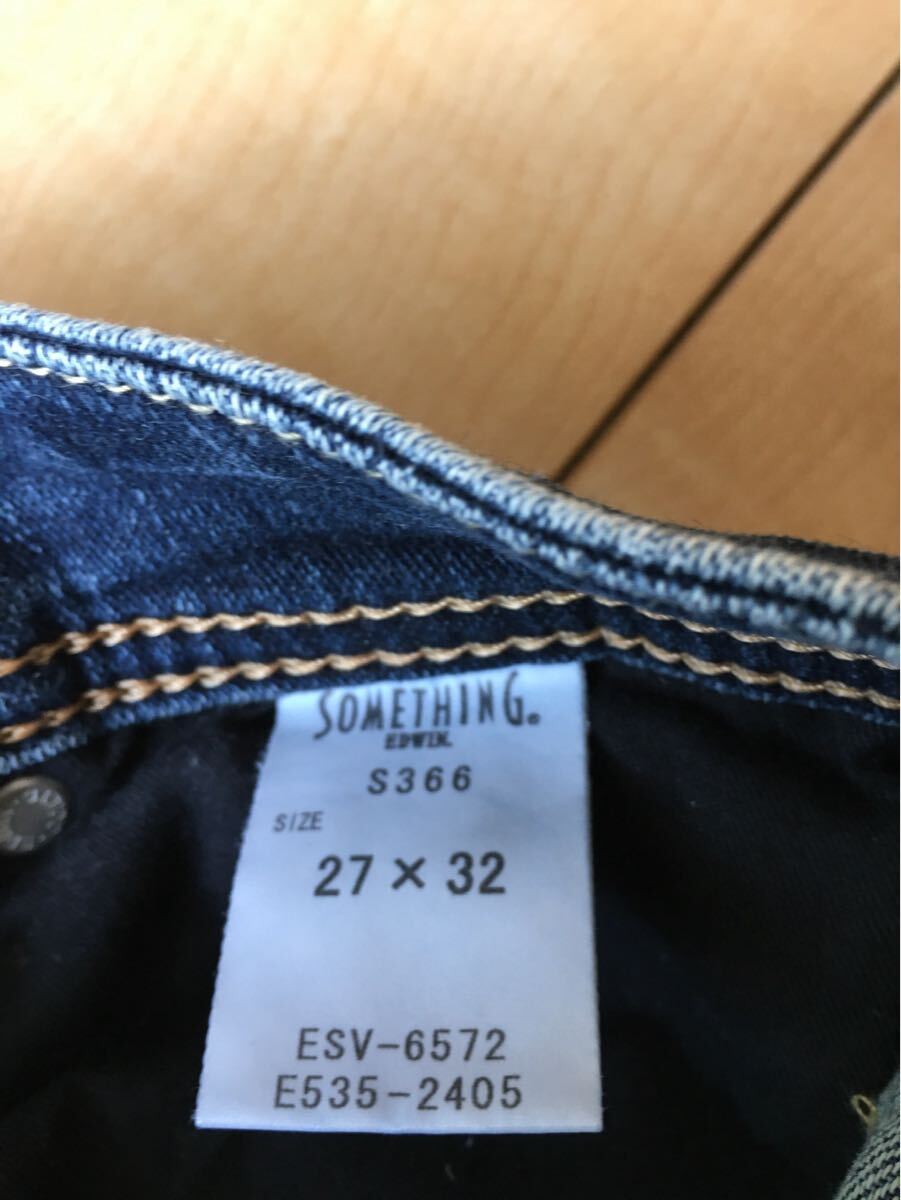 SOMETHING®
EDWIN.
S366
SIZE
27 × 32
ESV-6572
E535-2405